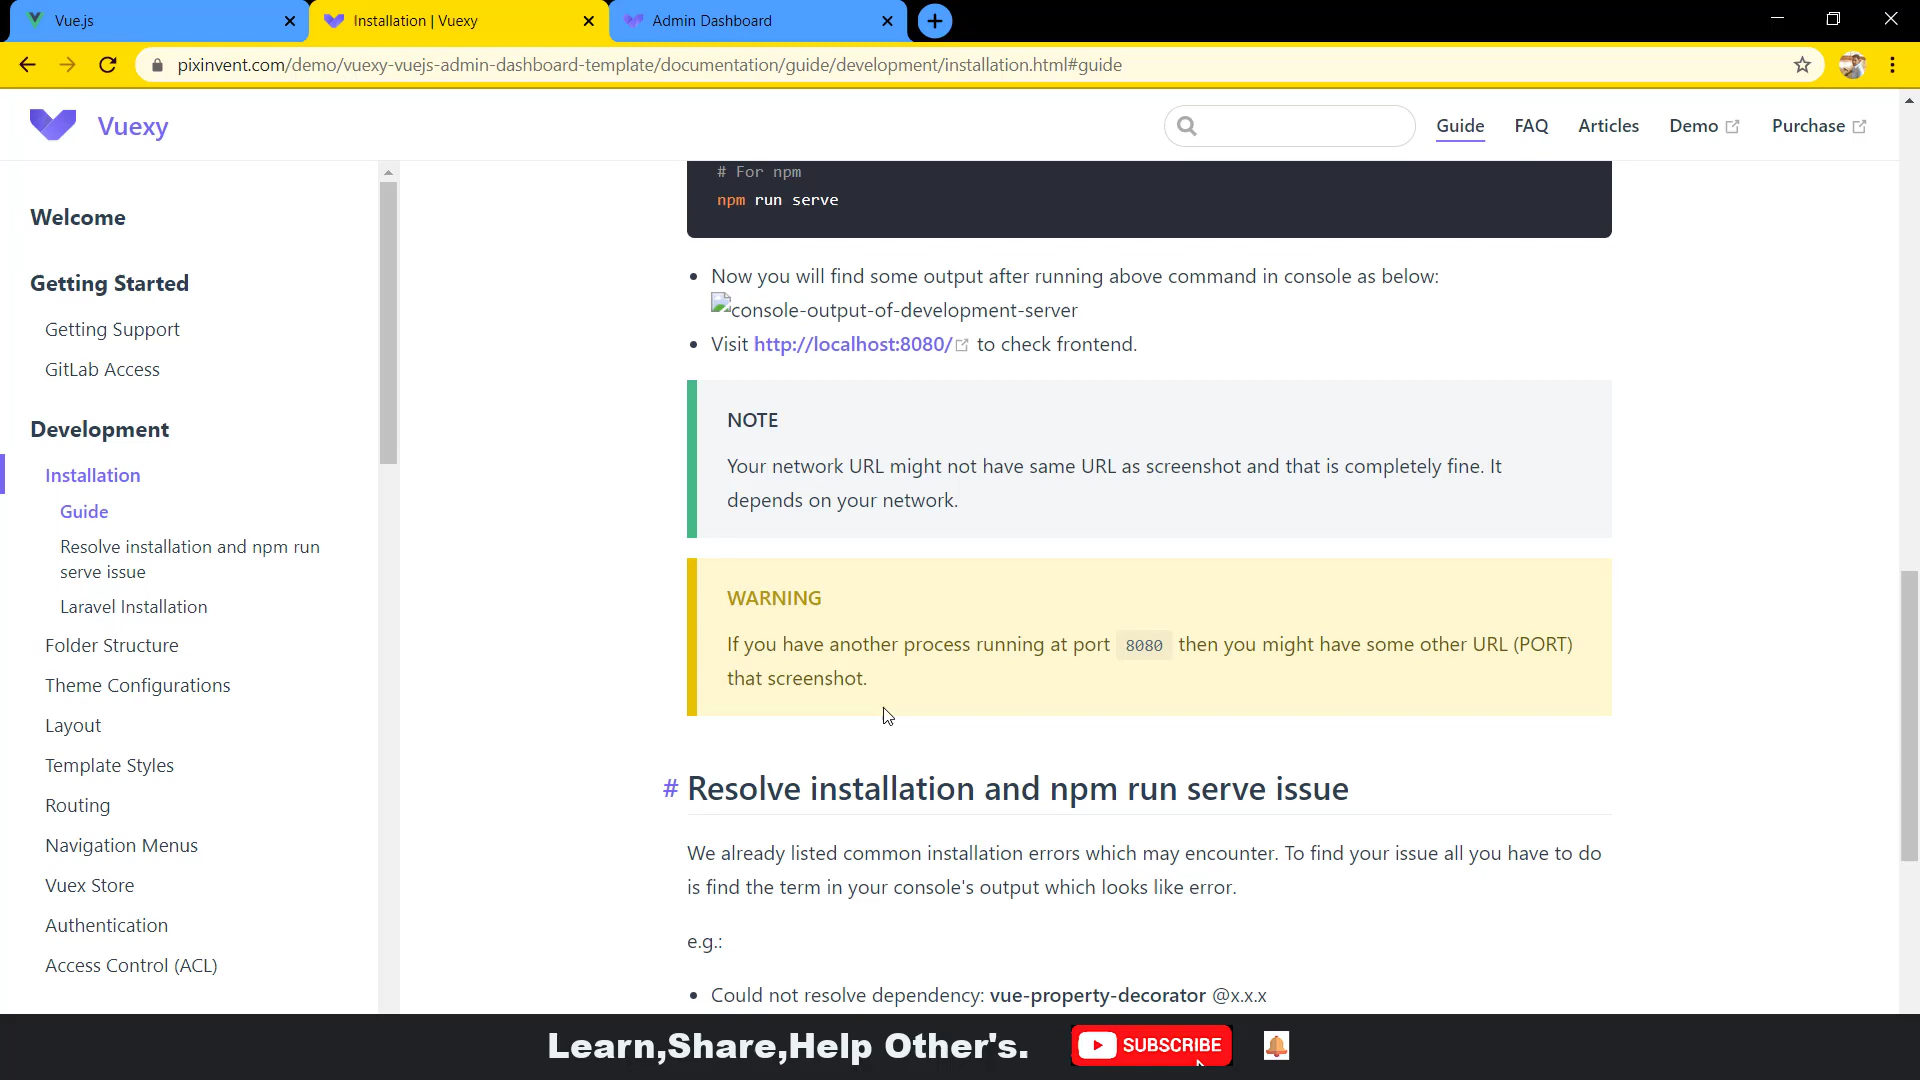 Vue.js
Installation | Vuexy
Admin Dashboard
pixinvent.com/demo/vuexy-vuejs-admin-dashboard-template/documentation/guide/development/installation.html#guide
Vuexy
Guide
FAQ
Articles
Demo
Purchase
Welcome
Getting Started
Getting Support
GitLab Access
Development
Installation
Guide
Resolve installation and npm run
serve issue
Laravel Installation
Folder Structure
Theme Configurations
Layout
Template Styles
Routing
Navigation Menus
Vuex Store
Authentication
Access Control (ACL)
# For npm
npm run serve
• Now you will find some output after running above command in console as below:
console-output-of-development-server
• Visit http://localhost:8080/ to check frontend.
NOTE
Your network URL might not have same URL as screenshot and that is completely fine. It
depends on your network.
WARNING
If you have another process running at port 8080 then you might have some other URL (PORT)
that screenshot.
# Resolve installation and npm run serve issue
We already listed common installation errors which may encounter. To find your issue all you have to do
is find the term in your console's output which looks like error.
e.g.:
• Could not resolve dependency: vue-property-decorator @x.x.x
Learn,Share,Help Other's.
SUBSCRIBE